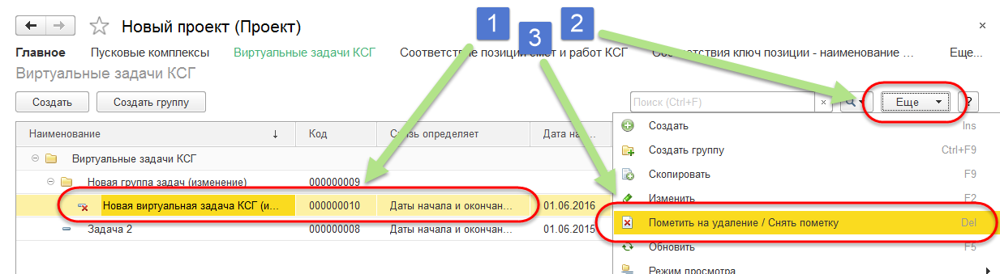 1 3 2
Новый проект (Проект) ×
Главное Пусковые комплексы Виртуальные задачи КСГ Соответствие позиций смет и работ КСГ Соответствия ключ позиции - наименование ... Еще...
Виртуальные задачи КСГ
Создать Создать группу Поиск (Ctrl+F) × Еще ?
Наименование ↓ Код Связь определяет Дата нач...
Виртуальные задачи КСГ
Новая группа задач (изменение) 000000009
Новая виртуальная задача КСГ (и... 000000010 Даты начала и окончан... 01.06.2016
Задача 2 000000008 Даты начала и окончан... 01.06.2015
Создать Ins
Создать группу Ctrl+F9
Скопировать F9
Изменить F2
Пометить на удаление / Снять пометку Del
Обновить F5
Режим просмотра